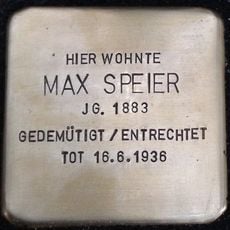 HIER WOHNTE
MAX SPEIER
JG. 1883
GEDEMÜTIGT / ENTRECHTET
TOT 16.6.1936